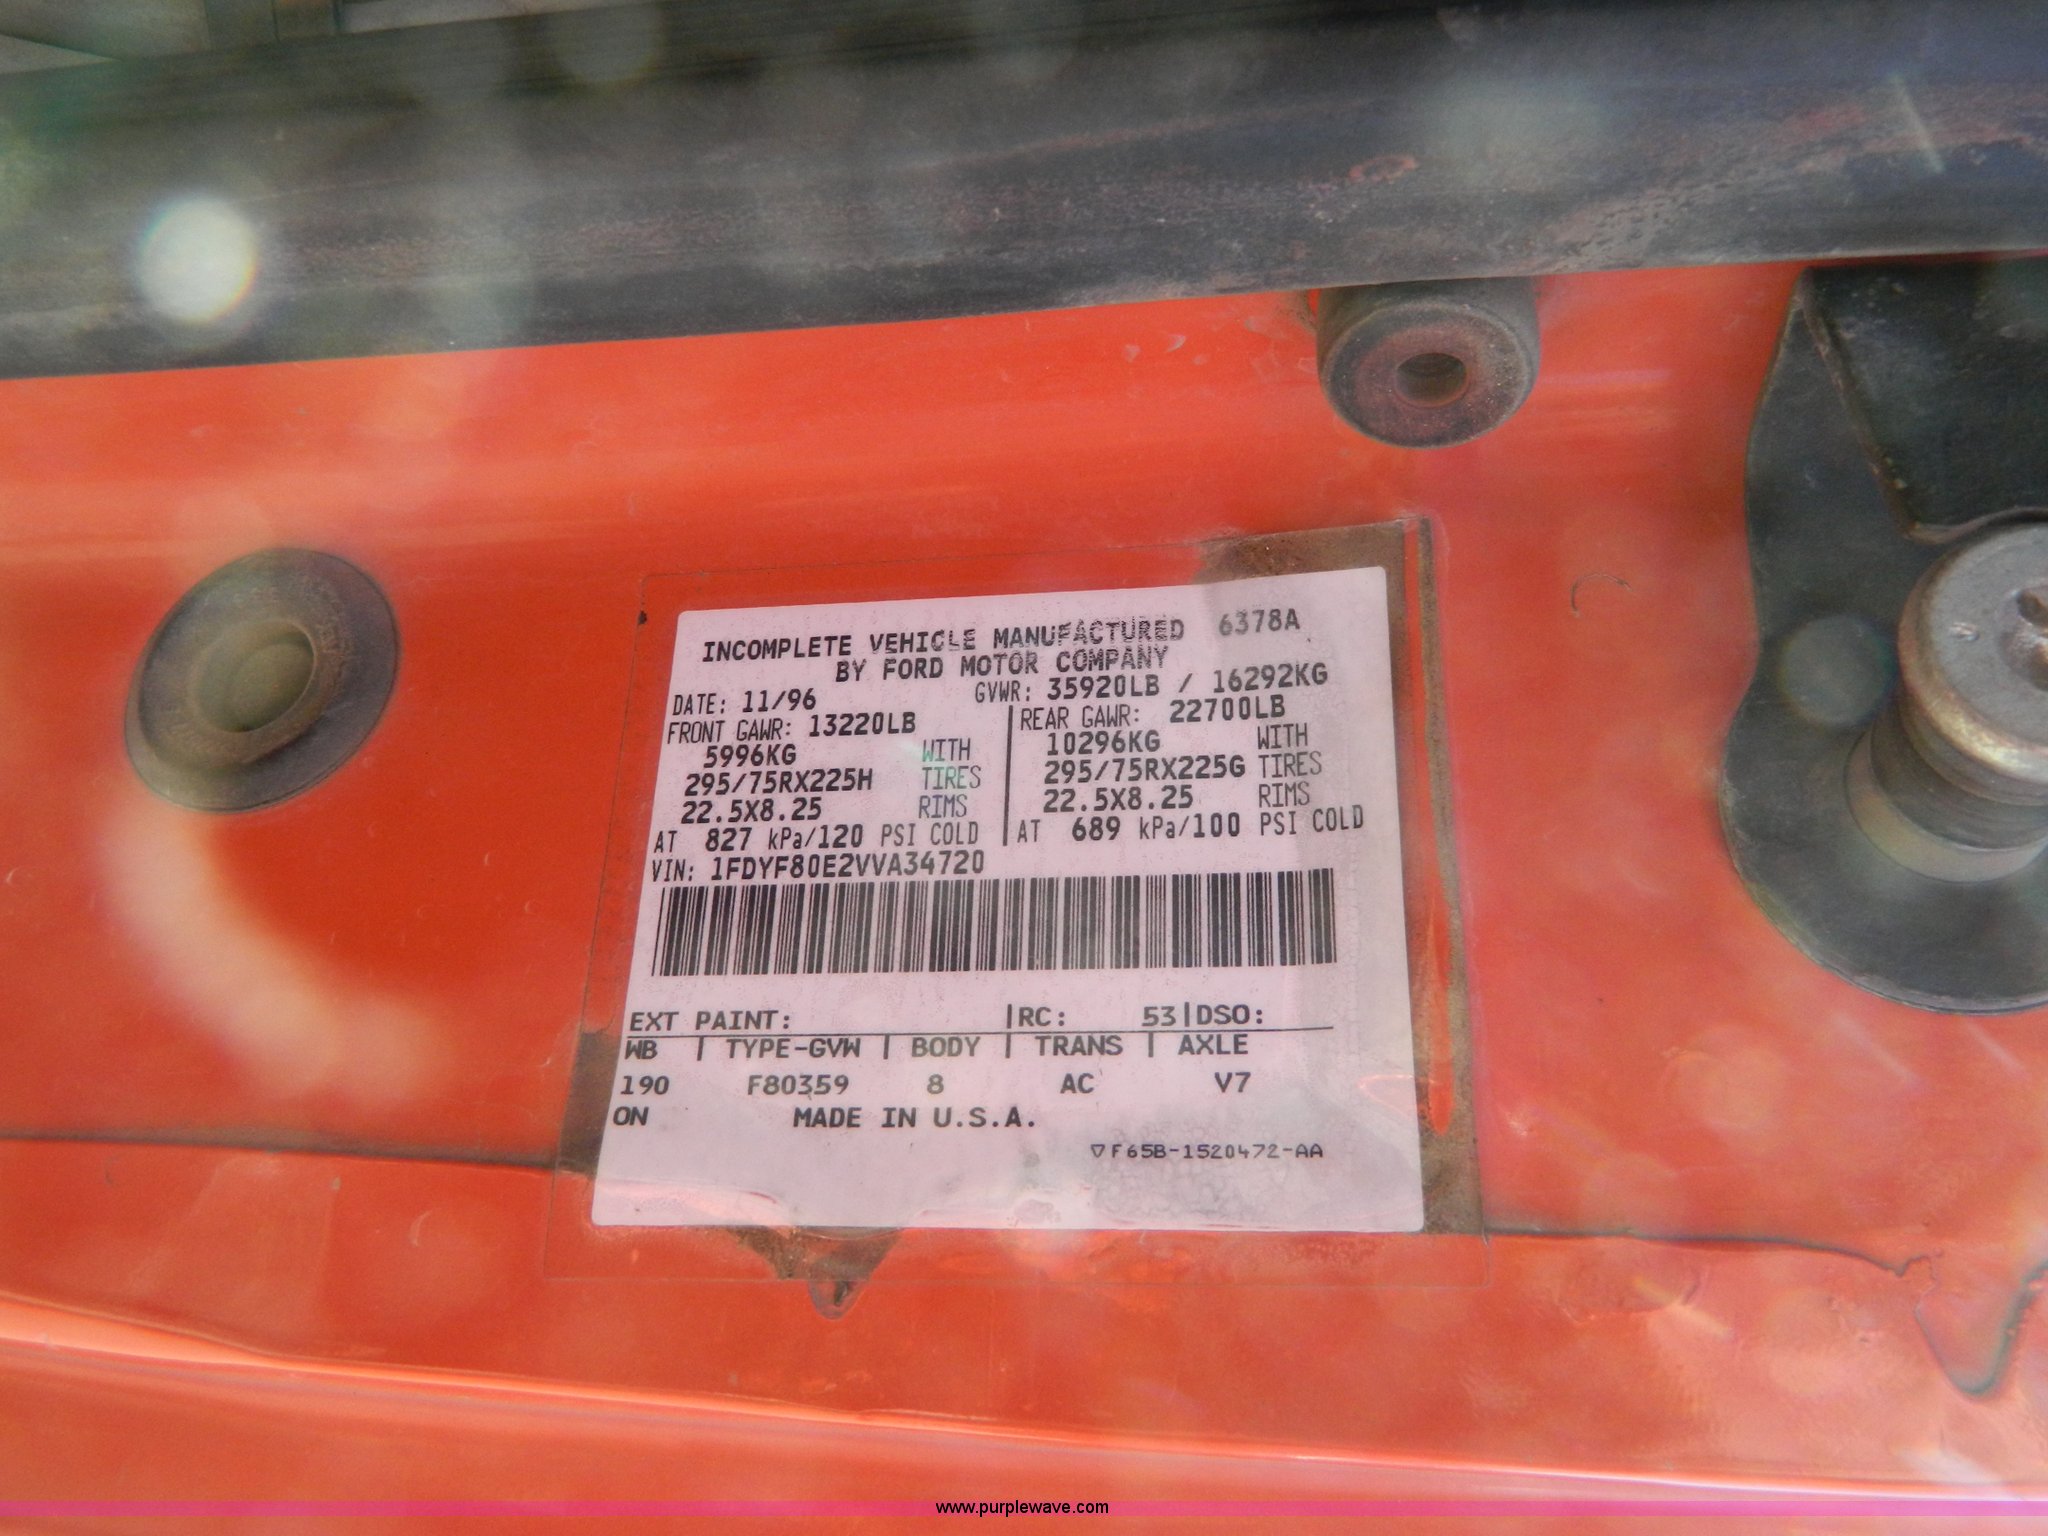 INCOMPLETE VEHICLE MANUFACTURED 6378A
BY FORD MOTOR COMPANY
DATE: 11/96 GVWR: 35920LB / 16292KG
FRONT GAWR: 13220LB REAR GAWR: 22700LB
5996KG WITH 10296KG WITH
295/75RX225H TIRES 295/75RX225G TIRES
22.5X8.25 RIMS 22.5X8.25 RIMS
AT 827 kPa/120 PSI COLD AT 689 kPa/100 PSI COLD
VIN: 1FDYF80E2VVA34720
EXT PAINT: RC: 53 DSO:
WB TYPE-GVW BODY TRANS AXLE
190 F80359 8 AC V7
ON MADE IN U.S.A.
▽F65B-1520472-AA
www.purplewave.com